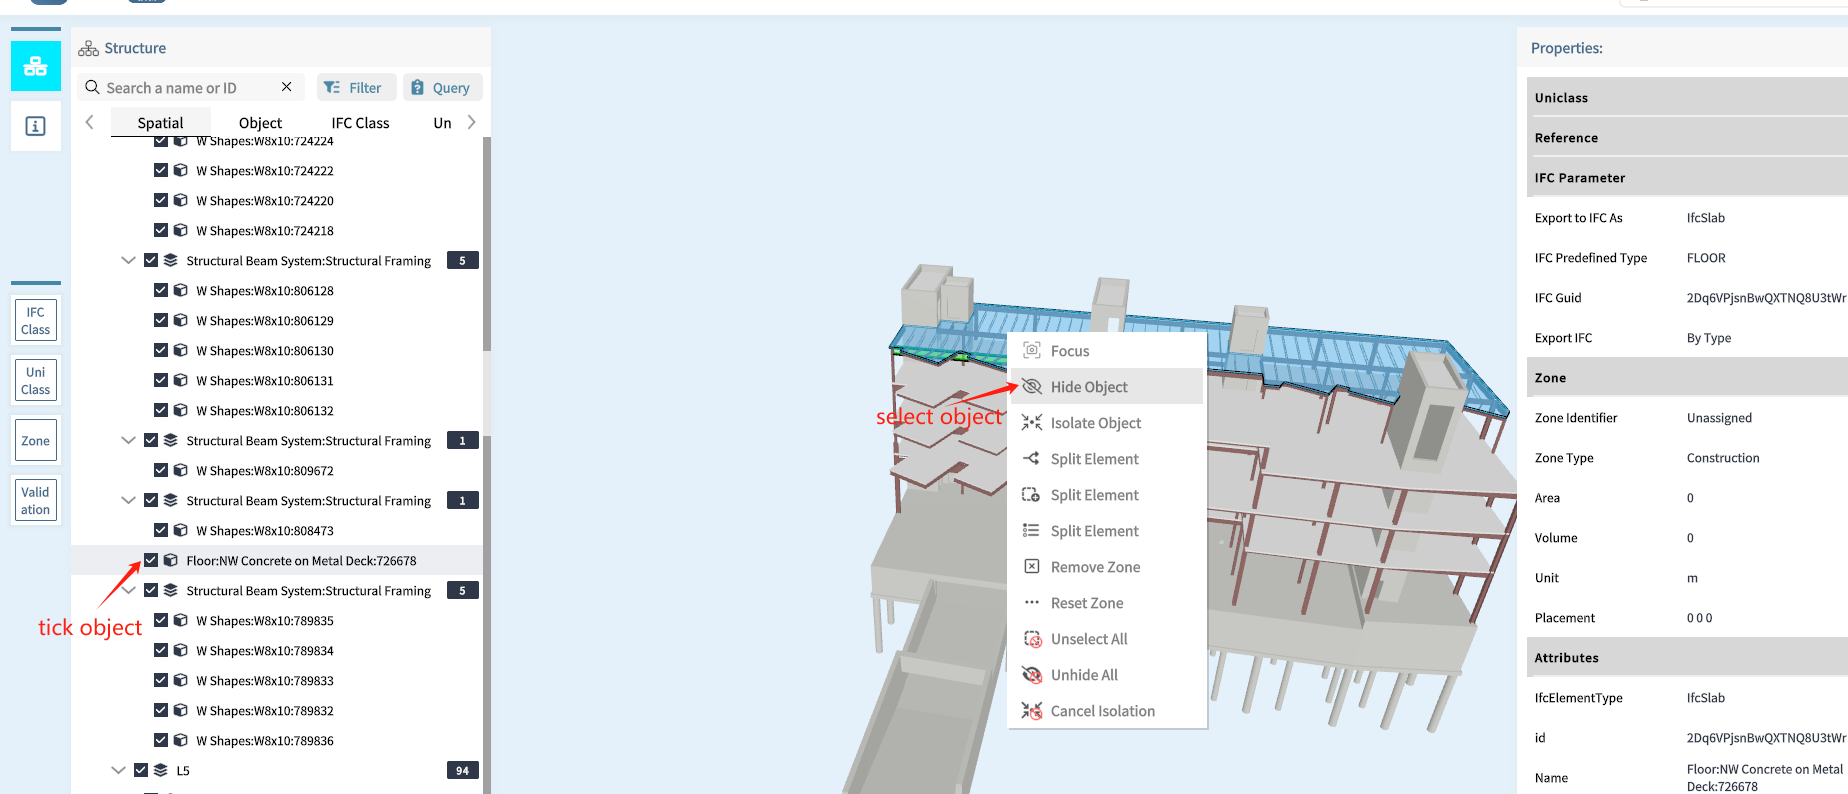 Structure
Search a name or ID
Filter
Query
Spatial
Object
IFC Class
Un
W Shapes:W8x10:724224
W Shapes:W8x10:724222
W Shapes:W8x10:724220
W Shapes:W8x10:724218
Structural Beam System:Structural Framing 5
W Shapes:W8x10:806128
W Shapes:W8x10:806129
W Shapes:W8x10:806130
W Shapes:W8x10:806131
W Shapes:W8x10:806132
Structural Beam System:Structural Framing 1
W Shapes:W8x10:809672
Structural Beam System:Structural Framing 1
W Shapes:W8x10:808473
Floor:NW Concrete on Metal Deck:726678
Structural Beam System:Structural Framing 5
W Shapes:W8x10:789835
W Shapes:W8x10:789834
W Shapes:W8x10:789833
W Shapes:W8x10:789832
W Shapes:W8x10:789836
L5 94
tick object
IFC
Class
Uni
Class
Zone
Valid
ation
select object
Focus
Hide Object
Isolate Object
Split Element
Split Element
Split Element
Remove Zone
Reset Zone
Unselect All
Unhide All
Cancel Isolation
Properties:
Uniclass
Reference
IFC Parameter
Export to IFC As IfcSlab
IFC Predefined Type FLOOR
IFC Guid 2Dq6VPjsnBwQXTNQ8U3tWr
Export IFC By Type
Zone
Zone Identifier Unassigned
Zone Type Construction
Area 0
Volume 0
Unit m
Placement 0 0 0
Attributes
IfcElementType IfcSlab
id 2Dq6VPjsnBwQXTNQ8U3tWr
Name Floor:NW Concrete on Metal
Deck:726678